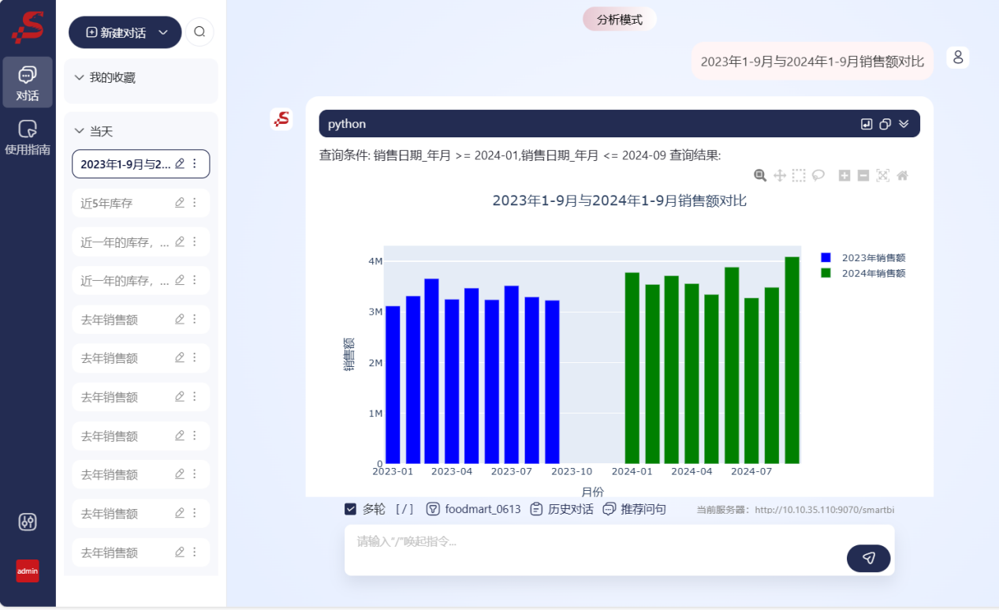 分析模式
新建对话
2023年1-9月与2024年1-9月销售额对比
对话
使用指南
admin
我的收藏
当天
2023年1-9月与2...
近5年库存
近一年的库存，...
近一年的库存，...
去年销售额
去年销售额
去年销售额
去年销售额
去年销售额
去年销售额
去年销售额
python
查询条件: 销售日期_年月 >= 2024-01,销售日期_年月 <= 2024-09 查询结果:
2023年1-9月与2024年1-9月销售额对比
2023年销售额
2024年销售额
销售额
4M
3M
2M
1M
0
2023-01 2023-04 2023-07 2023-10 2024-01 2024-04 2024-07
月份
多轮 [ / ] foodmart_0613 历史对话 推荐问句 当前服务器：http://10.10.35.110:9070/smartbi
请输入“/”唤起指令...